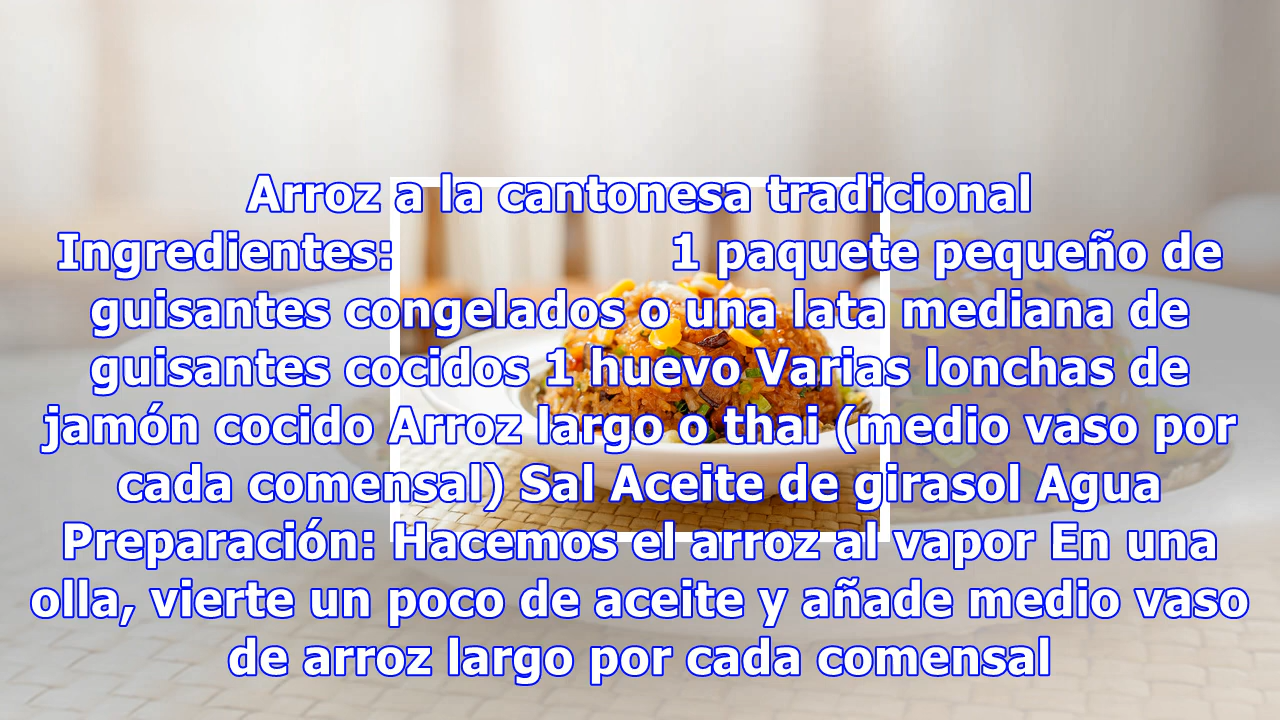 Arroz a la cantonesa tradicional
Ingredientes: 1 paquete pequeño de
guisantes congelados o una lata mediana de
guisantes cocidos 1 huevo Varias lonchas de
jamón cocido Arroz largo o thai (medio vaso por
cada comensal) Sal Aceite de girasol Agua
Preparación: Hacemos el arroz al vapor En una
olla, vierte un poco de aceite y añade medio vaso
de arroz largo por cada comensal